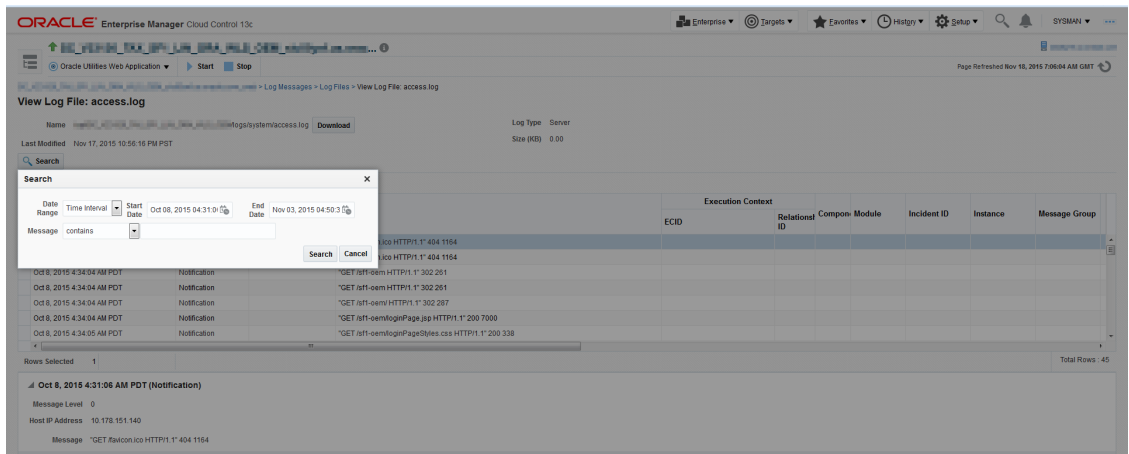 ORACLE Enterprise Manager Cloud Control 13c
Enterprise Targets Favorites History Setup SYSMAN
Oracle Utilities Web Application Start Stop
Page Refreshed Nov 18, 2015 7:06:04 AM GMT
> Log Messages > Log Files > View Log File: access.log
View Log File: access.log
Name logs/system/access.log Download
Log Type Server
Last Modified Nov 17, 2015 10:56:16 PM PST
Size (KB) 0.00
Search
Search
Date Range Time Interval Start Date Oct 08, 2015 04:31:0 End Date Nov 03, 2015 04:50:3
Message contains
Search Cancel
Execution Context
ECID Relationsh ID Compone Module Incident ID Instance Message Group
.ico HTTP/1.1" 404 1164
.ico HTTP/1.1" 404 1164
Oct 8, 2015 4:34:04 AM PDT Notification "GET /sf1-oem HTTP/1.1" 302 261
Oct 8, 2015 4:34:04 AM PDT Notification "GET /sf1-oem HTTP/1.1" 302 261
Oct 8, 2015 4:34:04 AM PDT Notification "GET /sf1-oem/ HTTP/1.1" 302 287
Oct 8, 2015 4:34:04 AM PDT Notification "GET /sf1-oem/loginPage.jsp HTTP/1.1" 200 7000
Oct 8, 2015 4:34:05 AM PDT Notification "GET /sf1-oem/loginPageStyles.css HTTP/1.1" 200 338
Rows Selected 1
Total Rows : 45
Oct 8, 2015 4:31:06 AM PDT (Notification)
Message Level 0
Host IP Address 10.178.151.140
Message "GET /favicon.ico HTTP/1.1" 404 1164